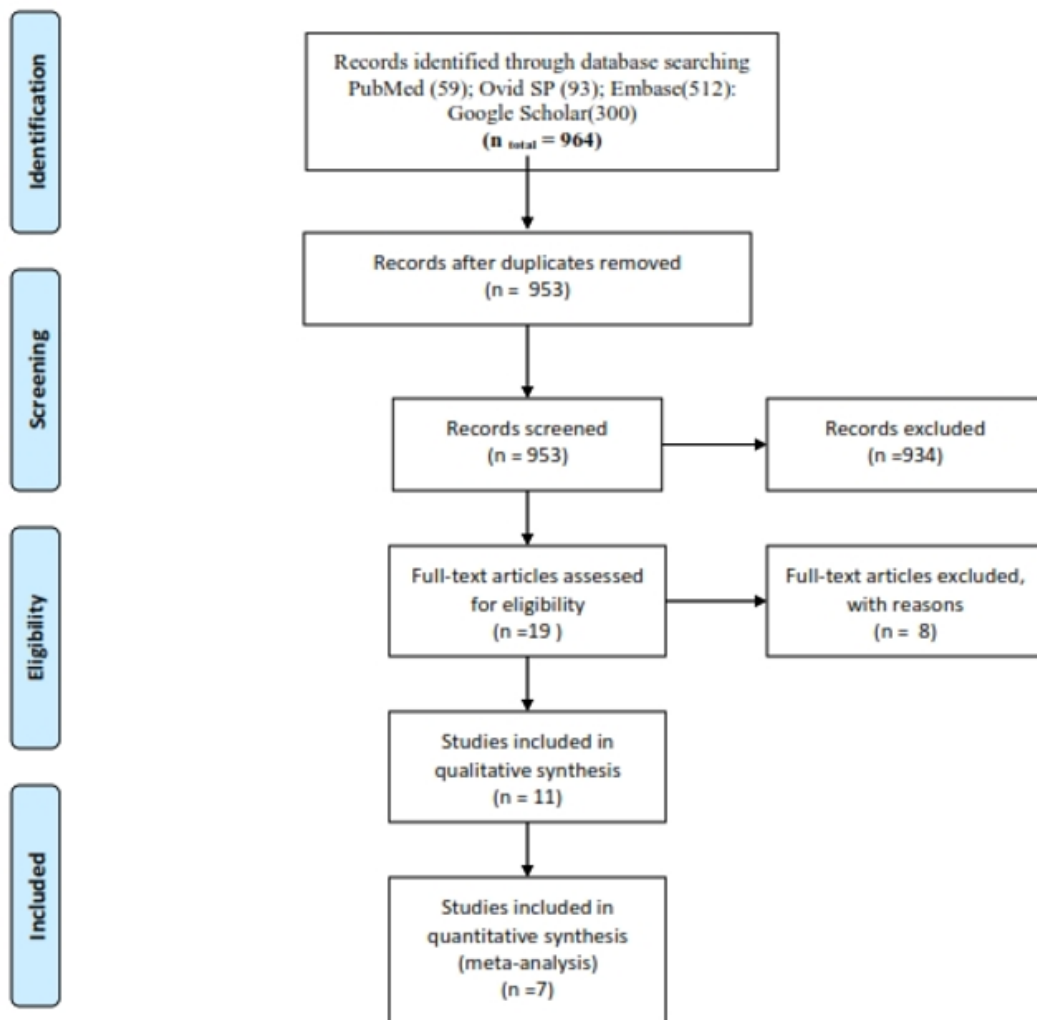 Identification
Records identified through database searching
PubMed (59); Ovid SP (93); Embase(512):
Google Scholar(300)
(n total = 964)
Records after duplicates removed
(n =  953)
Screening
Records screened
(n = 953)
Records excluded
(n =934)
Eligibility
Full-text articles assessed
for eligibility
(n =19 )
Full-text articles excluded,
with reasons
(n =  8)
Studies included in
qualitative synthesis
(n = 11)
Included
Studies included in
quantitative synthesis
(meta-analysis)
(n =7)